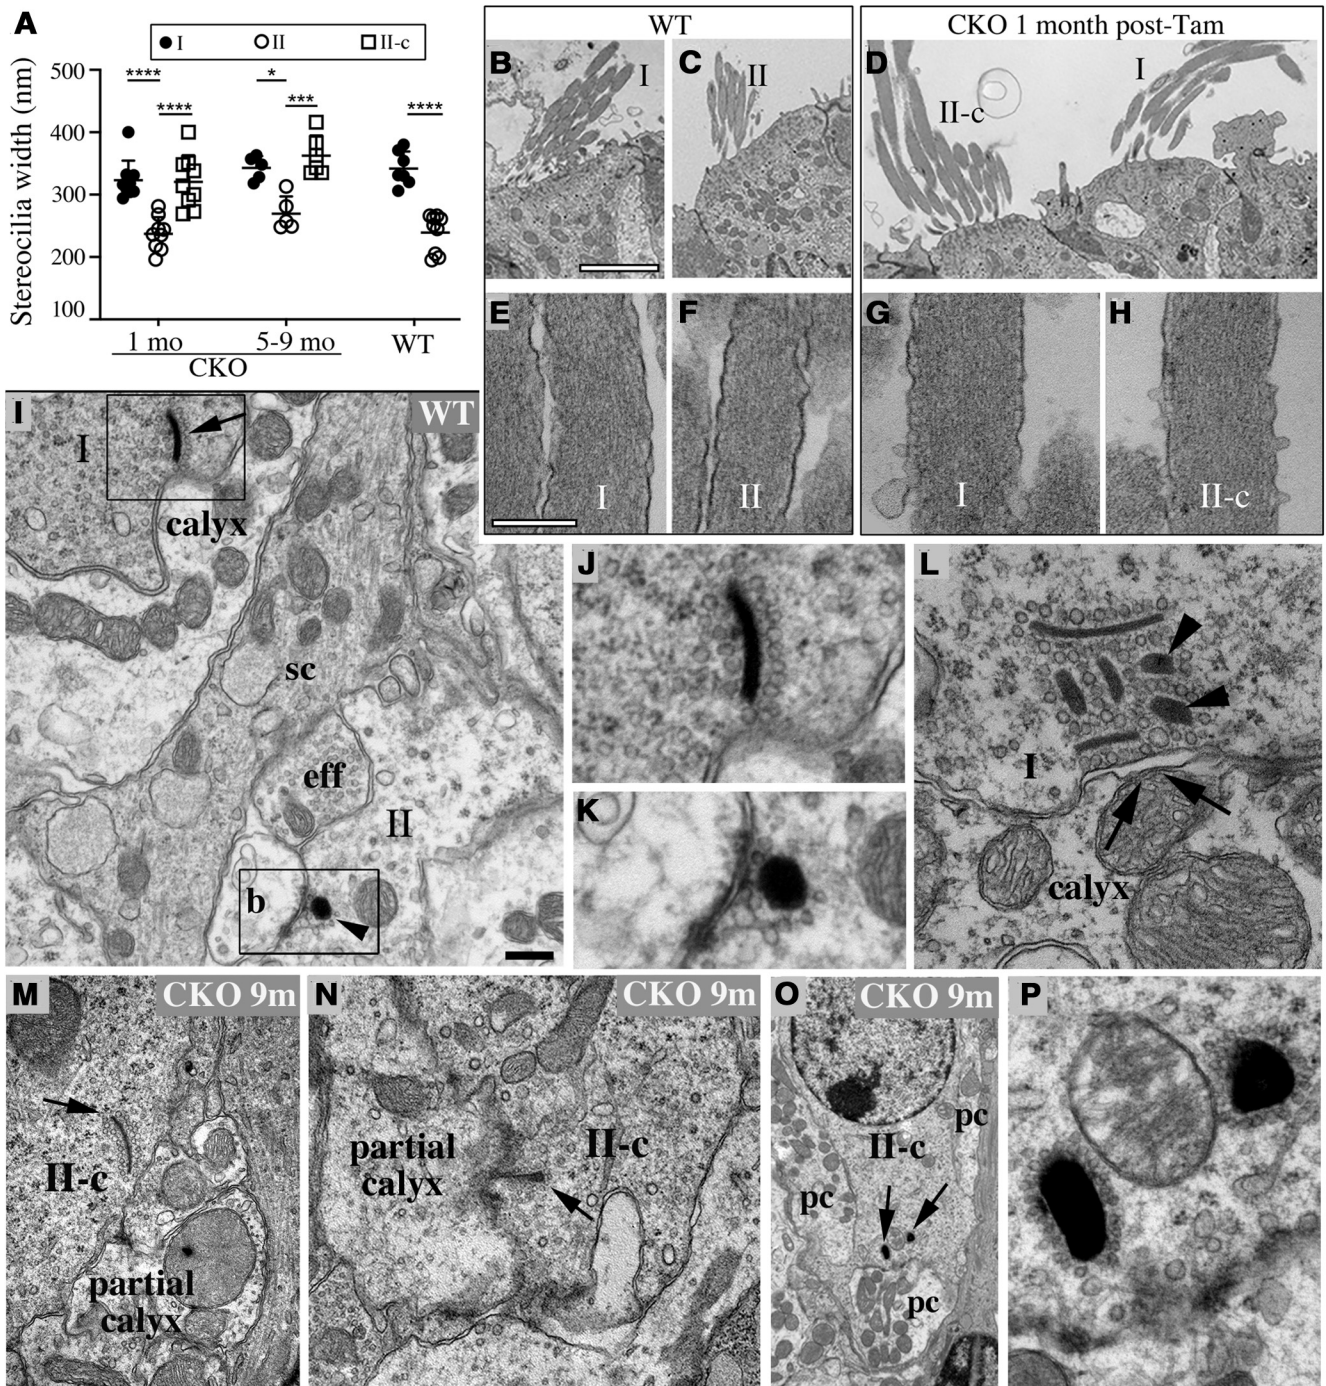 A
I II II-c
Stereocilia width (nm)
500
400
300
200
100
**** **** * *** ****
1 mo 5-9 mo WT
CKO
WT
B I
C II
E I
F II
CKO 1 month post-Tam
D II-c I
G I
H II-c
I WT
I
calyx
sc
eff
II
b
J
K
L
I
calyx
M CKO 9m
II-c
partial
calyx
N CKO 9m
partial
calyx
II-c
O CKO 9m
pc
II-c
pc
pc
P